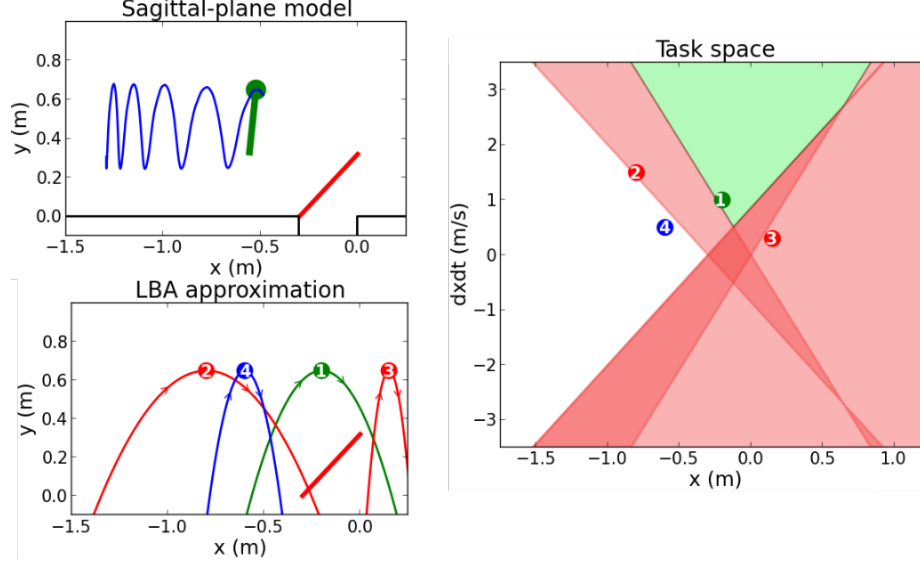 Sagittal-plane model
y (m)
0.8
0.6
0.4
0.2
0.0
−1.5 −1.0 −0.5 0.0
x (m)
LBA approximation
y (m)
0.8
0.6
0.4
0.2
0.0
2 4 1 3
−1.5 −1.0 −0.5 0.0
x (m)
Task space
dxdt (m/s)
3
2
1
0
−1
−2
−3
2
1
4
3
−1.5 −1.0 −0.5 0.0 0.5 1.0
x (m)